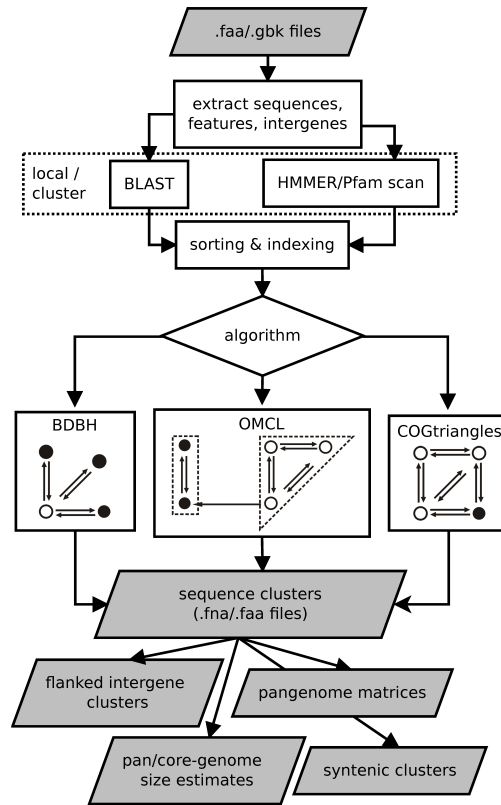 .faa/.gbk files
extract sequences,
features, intergenes
local /
cluster
BLAST
HMMER/Pfam scan
sorting & indexing
algorithm
BDBH
OMCL
COGtriangles
sequence clusters
(.fna/.faa files)
flanked intergene
clusters
pangenome matrices
pan/core-genome
size estimates
syntenic clusters